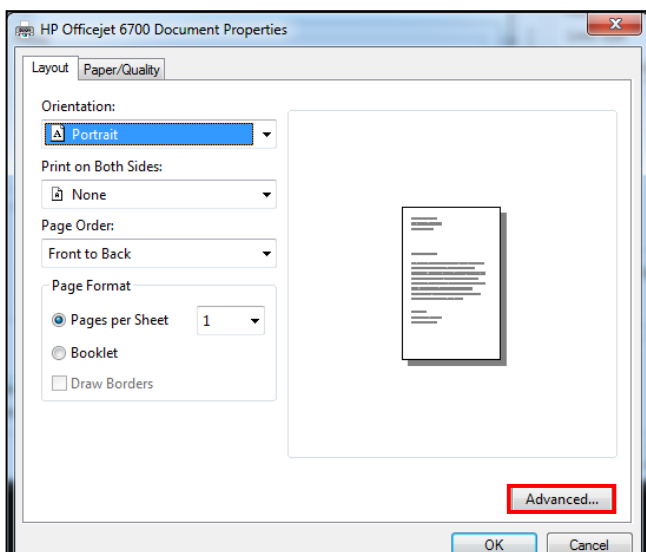 HP Officejet 6700 Document Properties
Layout
Paper/Quality
Orientation:
Portrait
Print on Both Sides:
None
Page Order:
Front to Back
Page Format
Pages per Sheet 1
Booklet
Draw Borders
Advanced...
OK Cancel